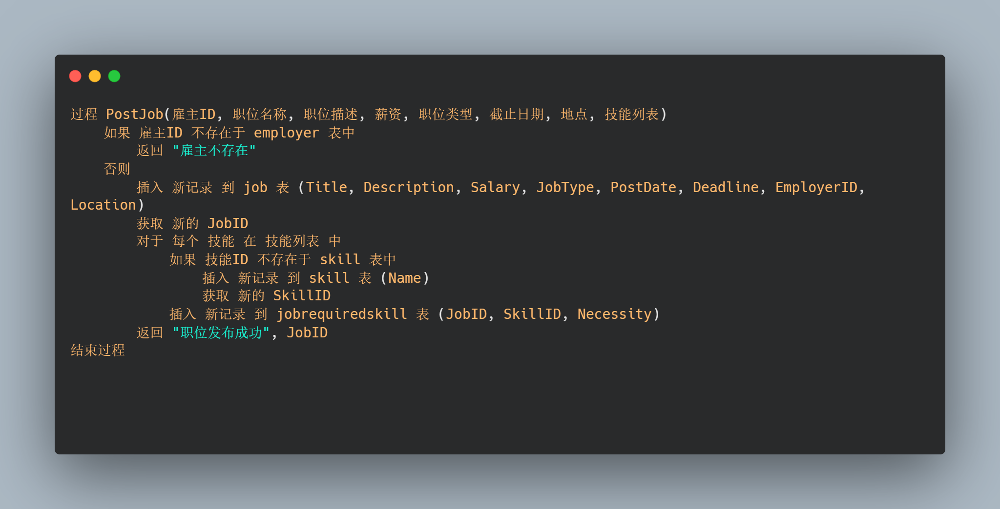 过程 PostJob(雇主ID, 职位名称, 职位描述, 薪资, 职位类型, 截止日期, 地点, 技能列表)
如果 雇主ID 不存在于 employer 表中
返回 "雇主不存在"
否则
插入 新记录 到 job 表 (Title, Description, Salary, JobType, PostDate, Deadline, EmployerID,
Location)
获取 新的 JobID
对于 每个 技能 在 技能列表 中
如果 技能ID 不存在于 skill 表中
插入 新记录 到 skill 表 (Name)
获取 新的 SkillID
插入 新记录 到 jobrequiredskill 表 (JobID, SkillID, Necessity)
返回 "职位发布成功", JobID
结束过程